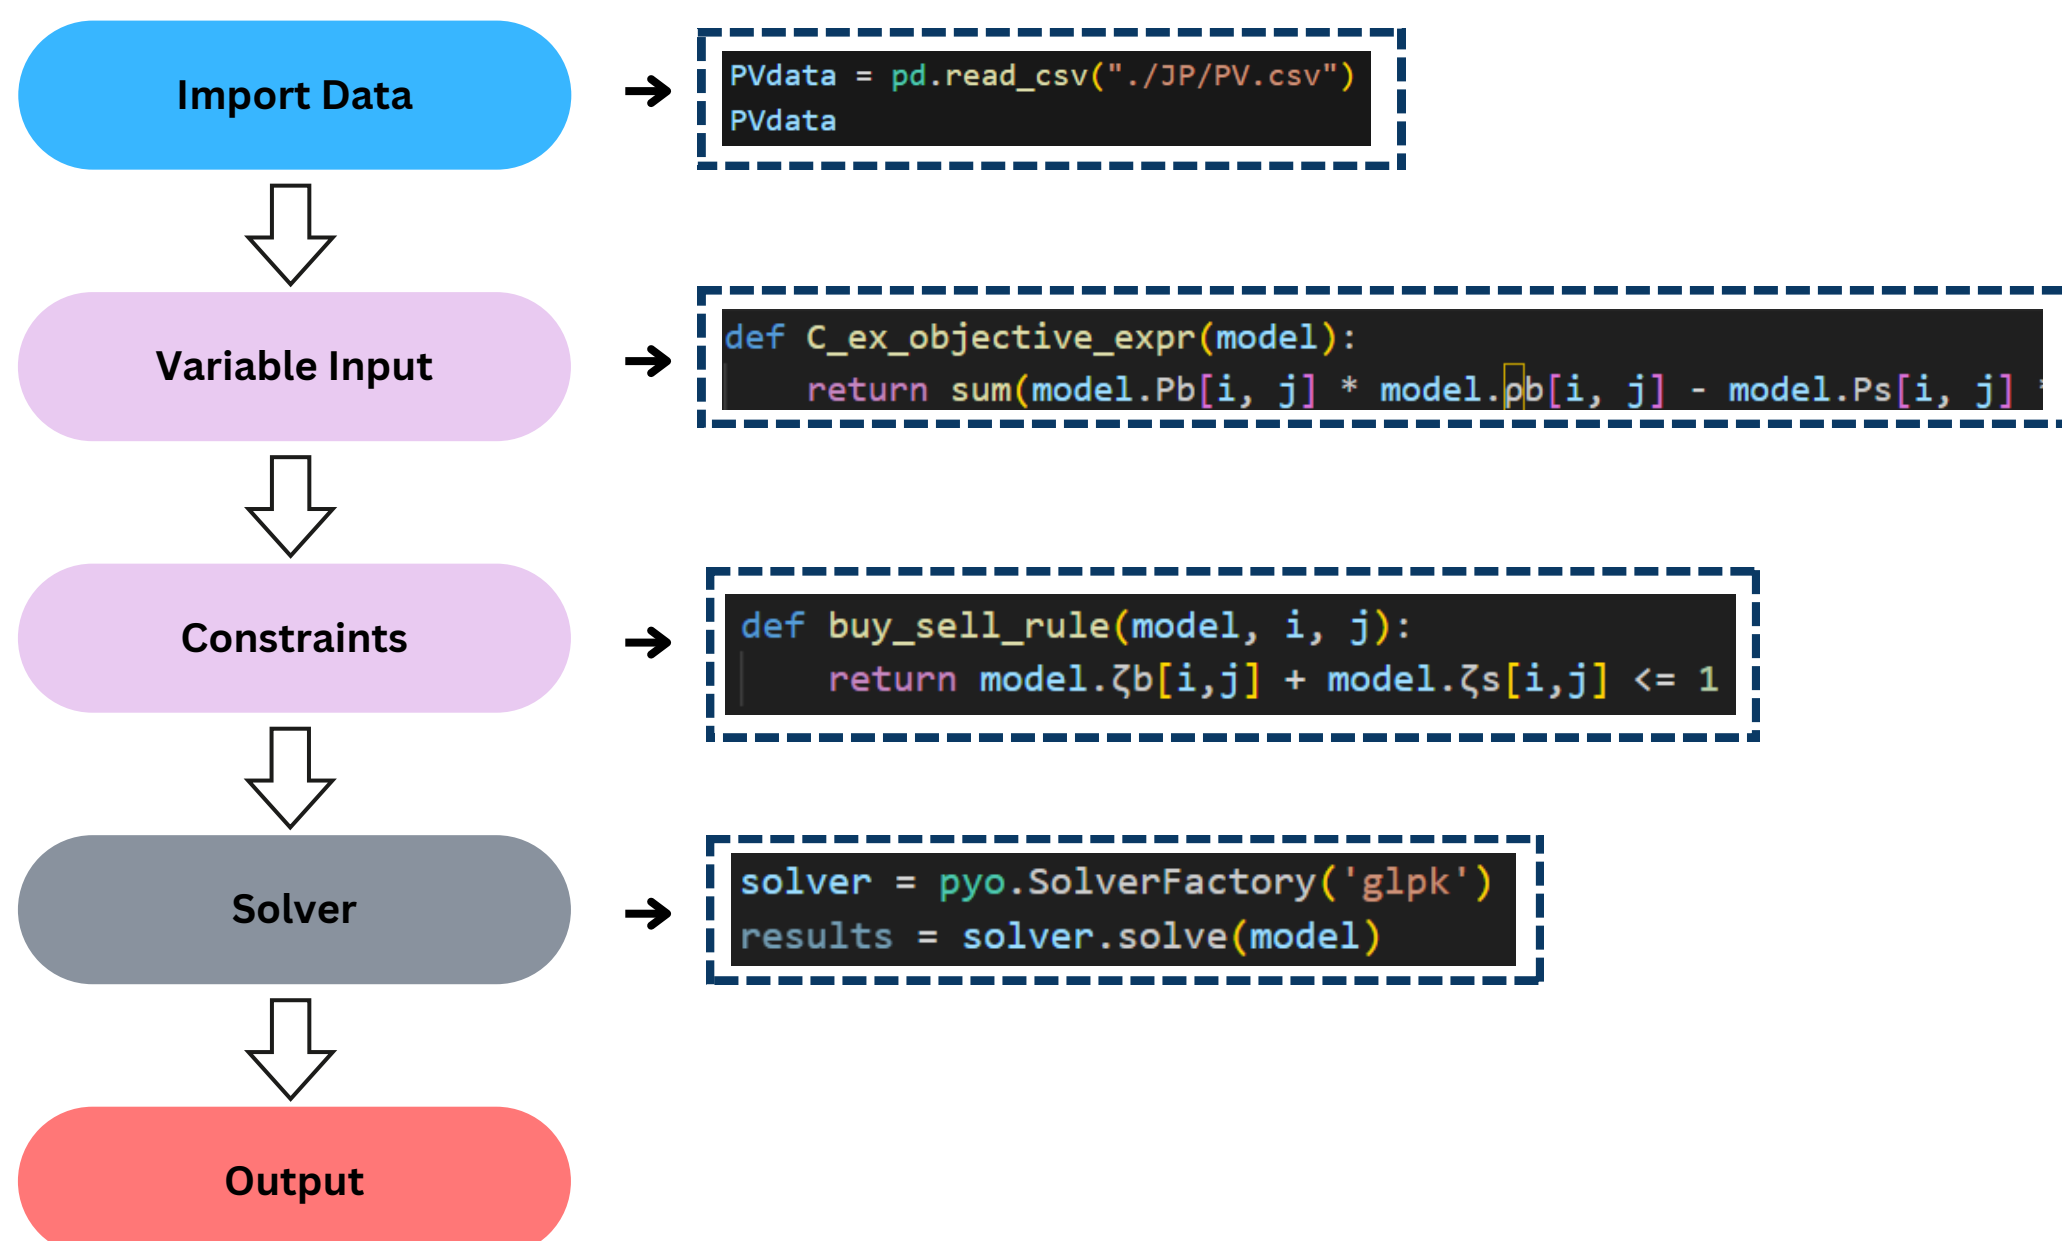 Import Data
PVdata = pd.read_csv("./JP/PV.csv")
PVdata
Variable Input
def C_ex_objective_expr(model):
return sum(model.Pb[i, j] * model.ρb[i, j] - model.Ps[i, j] *
Constraints
def buy_sell_rule(model, i, j):
return model.ζb[i,j] + model.ζs[i,j] <= 1
Solver
solver = pyo.SolverFactory('glpk')
results = solver.solve(model)
Output